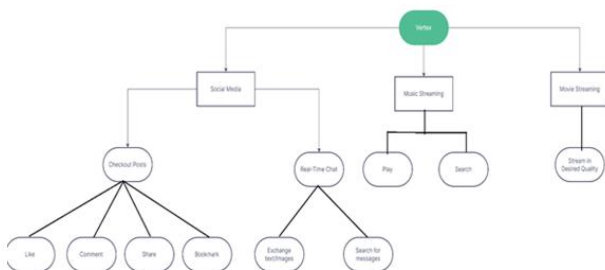 Vertex
Social Media
Music Streaming
Movie Streaming
Checkout Posts
Real-Time Chat
Play
Search
Stream in
Desired Quality
Like
Comment
Share
Bookmark
Exchange
text/images
Search for
messages